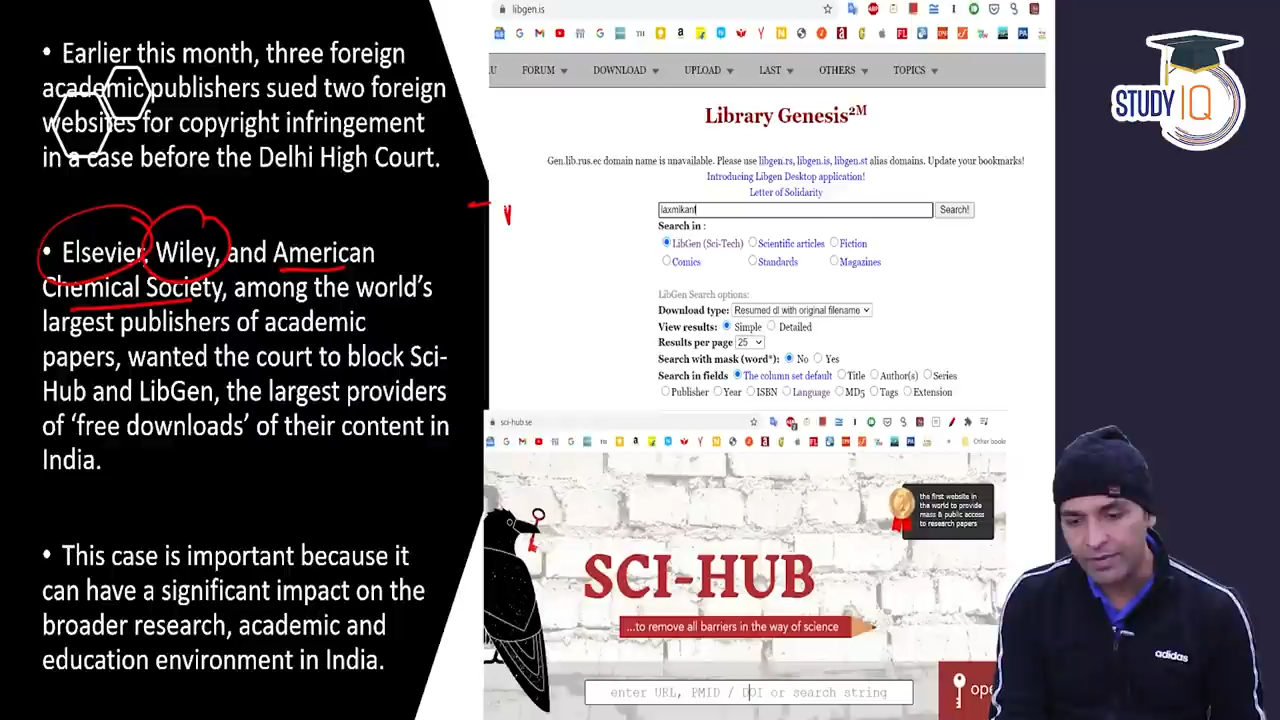 • Earlier this month, three foreign
academic publishers sued two foreign
websites for copyright infringement
in a case before the Delhi High Court.
• Elsevier, Wiley, and American
Chemical Society, among the world's
largest publishers of academic
papers, wanted the court to block Sci-
Hub and LibGen, the largest providers
of 'free downloads' of their content in
India.
• This case is important because it
can have a significant impact on the
broader research, academic and
education environment in India.
libgen.is
FORUM DOWNLOAD UPLOAD LAST OTHERS TOPICS
Library Genesis2M
Gen.lib.rus.ec domain name is unavailable. Please use libgen.rs, libgen.is, libgen.st alias domains. Update your bookmarks!
Introducing Libgen Desktop application!
Letter of Solidarity
laxmikant Search!
Search in :
LibGen (Sci-Tech) Scientific articles Fiction
Comics Standards Magazines
LibGen Search options:
Download type: Resumed dl with original filename
View results: Simple Detailed
Results per page 25
Search with mask (word*): No Yes
Search in fields The column set default Title Author(s) Series
Publisher Year ISBN Language MD5 Tags Extension
sci-hub.se
Other book
the first website in
the world to provide
mass & public access
to research papers
SCI-HUB
...to remove all barriers in the way of science
enter URL, PMID / DOI or search string
ope
STUDY IQ
adidas